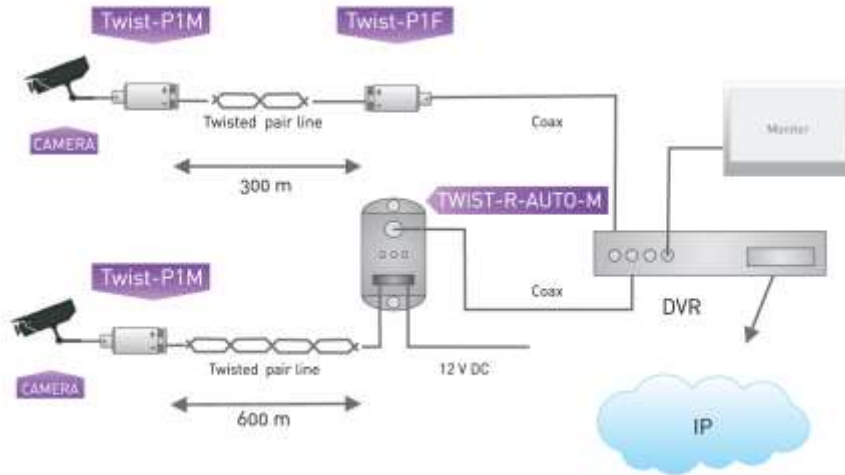 Twist-P1M
Twist-P1F
CAMERA
Twisted pair line
Coax
Monitor
300 m
TWIST-R-AUTO-M
Twist-P1M
Coax
DVR
CAMERA
Twisted pair line
12 V DC
600 m
IP